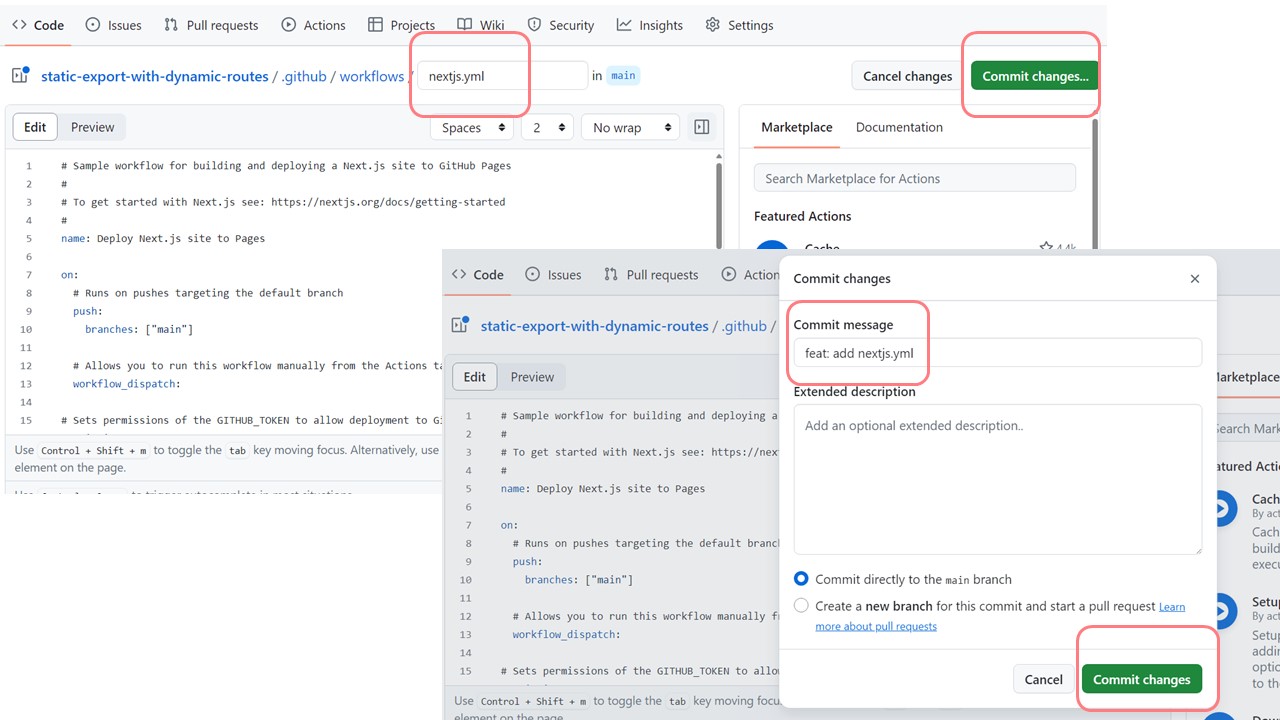 Code Issues Pull requests Actions Projects Wiki Security Insights Settings
static-export-with-dynamic-routes / .github / workflows / nextjs.yml in main Cancel changes Commit changes...
Edit Preview Spaces 2 No wrap
1 # Sample workflow for building and deploying a Next.js site to GitHub Pages
2 #
3 # To get started with Next.js see: https://nextjs.org/docs/getting-started
4 #
5 name: Deploy Next.js site to Pages
6
7 on:
8 # Runs on pushes targeting the default branch
9 push:
10 branches: ["main"]
11
12 # Allows you to run this workflow manually from the Actions ta
13 workflow_dispatch:
14
15 # Sets permissions of the GITHUB_TOKEN to allow deployment to Gi
Use Control + Shift + m to toggle the tab key moving focus. Alternatively, use
element on the page.
Marketplace Documentation
Search Marketplace for Actions
Featured Actions
Cache 4.4k
Code Issues Pull requests Action
static-export-with-dynamic-routes / .github /
Edit Preview
1 # Sample workflow for building and deploying a
2 #
3 # To get started with Next.js see: https://nex
4 #
5 name: Deploy Next.js site to Pages
6
7 on:
8 # Runs on pushes targeting the default branc
9 push:
10 branches: ["main"]
11
12 # Allows you to run this workflow manually f
13 workflow_dispatch:
14
15 # Sets permissions of the GITHUB_TOKEN to allo
Use Control + Shift + m to toggle the tab key moving focu
element on the page.
Commit changes
Commit message
feat: add nextjs.yml
Extended description
Add an optional extended description..
Commit directly to the main branch
Create a new branch for this commit and start a pull request Learn
more about pull requests
Cancel Commit changes
arketplace
earch Mark
atured Actio
Cach
By act
Cach
build
execu
Setup
By act
Setup
addin
optio
to the